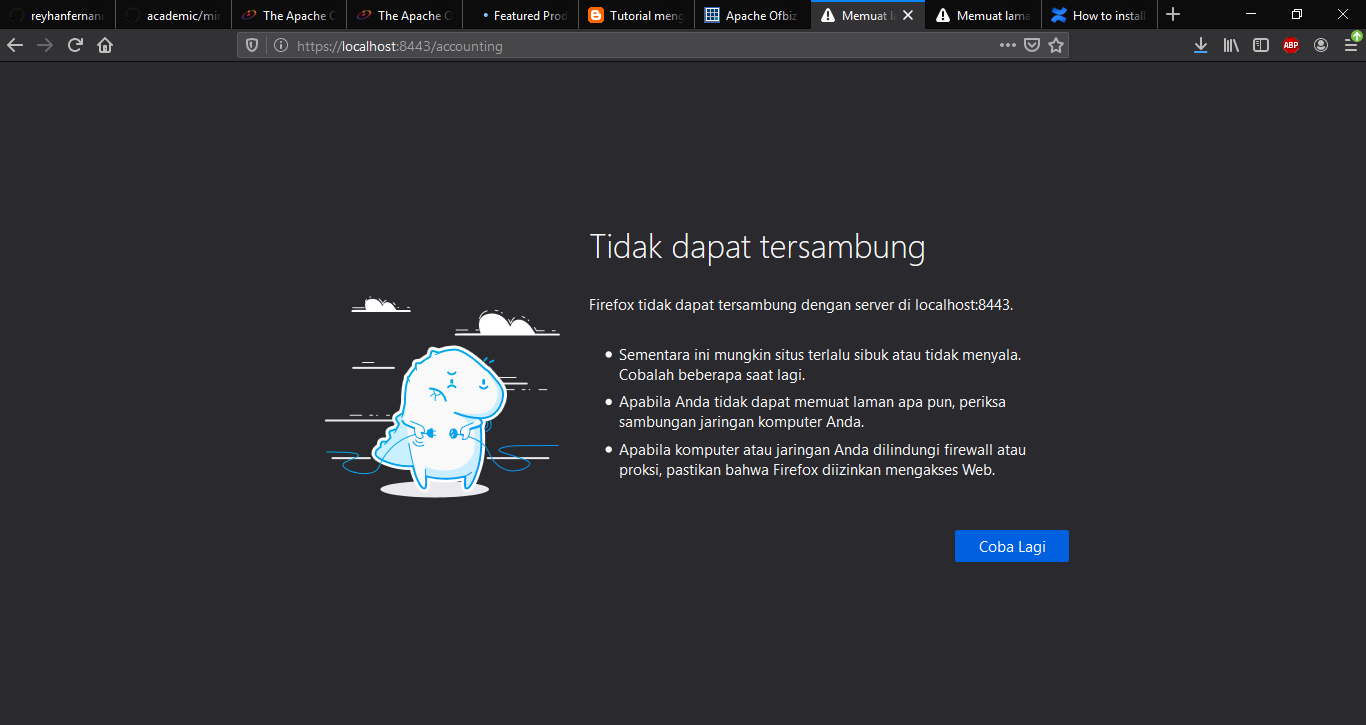 reyhanfernan
academic/mi
The Apache O
The Apache O
Featured Prod
Tutorial meng
Apache Ofbiz
Memuat la
Memuat lama
How to install
https://localhost:8443/accounting
ABP
Tidak dapat tersambung
Firefox tidak dapat tersambung dengan server di localhost:8443.
Sementara ini mungkin situs terlalu sibuk atau tidak menyala.
Cobalah beberapa saat lagi.
Apabila Anda tidak dapat memuat laman apa pun, periksa
sambungan jaringan komputer Anda.
Apabila komputer atau jaringan Anda dilindungi firewall atau
proksi, pastikan bahwa Firefox diizinkan mengakses Web.
Coba Lagi